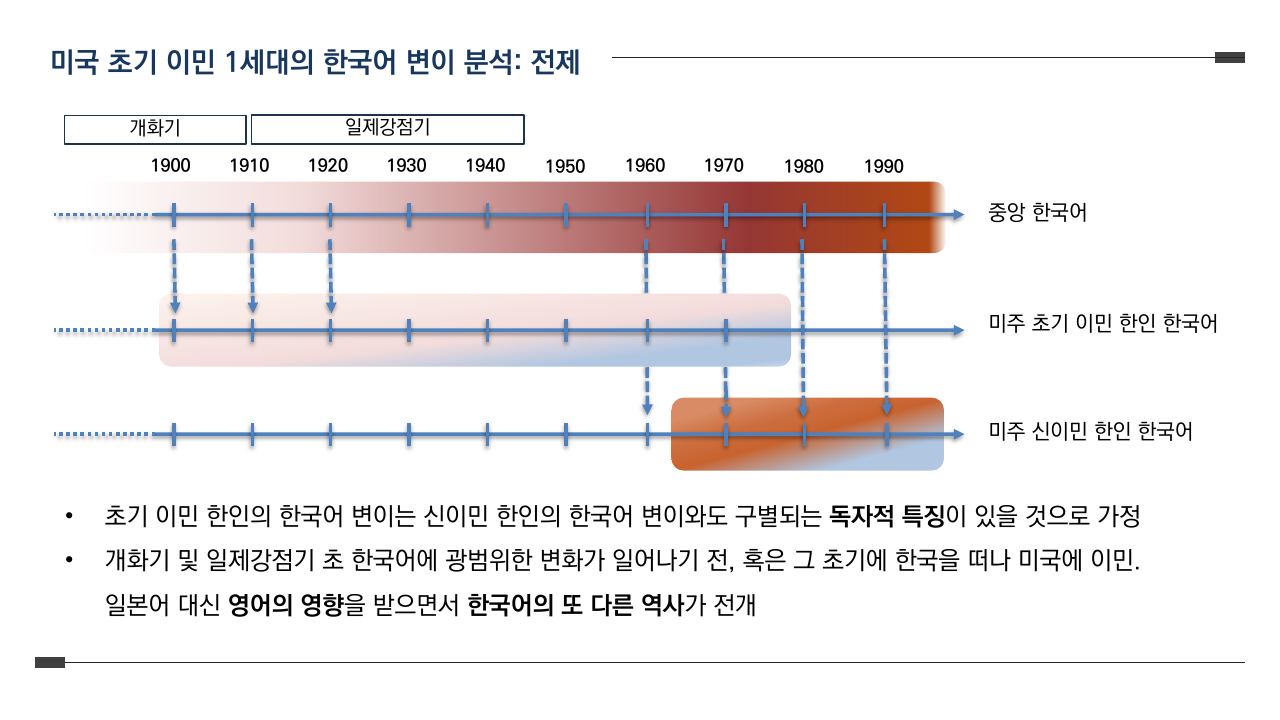 미국 초기 이민 1세대의 한국어 변이 분석: 전제
개화기
일제강점기
1900 1910 1920 1930 1940 1950 1960 1970 1980 1990
중앙 한국어
미주 초기 이민 한인 한국어
미주 신이민 한인 한국어
• 초기 이민 한인의 한국어 변이는 신이민 한인의 한국어 변이와도 구별되는 독자적 특징이 있을 것으로 가정
• 개화기 및 일제강점기 초 한국어에 광범위한 변화가 일어나기 전, 혹은 그 초기에 한국을 떠나 미국에 이민.
일본어 대신 영어의 영향을 받으면서 한국어의 또 다른 역사가 전개